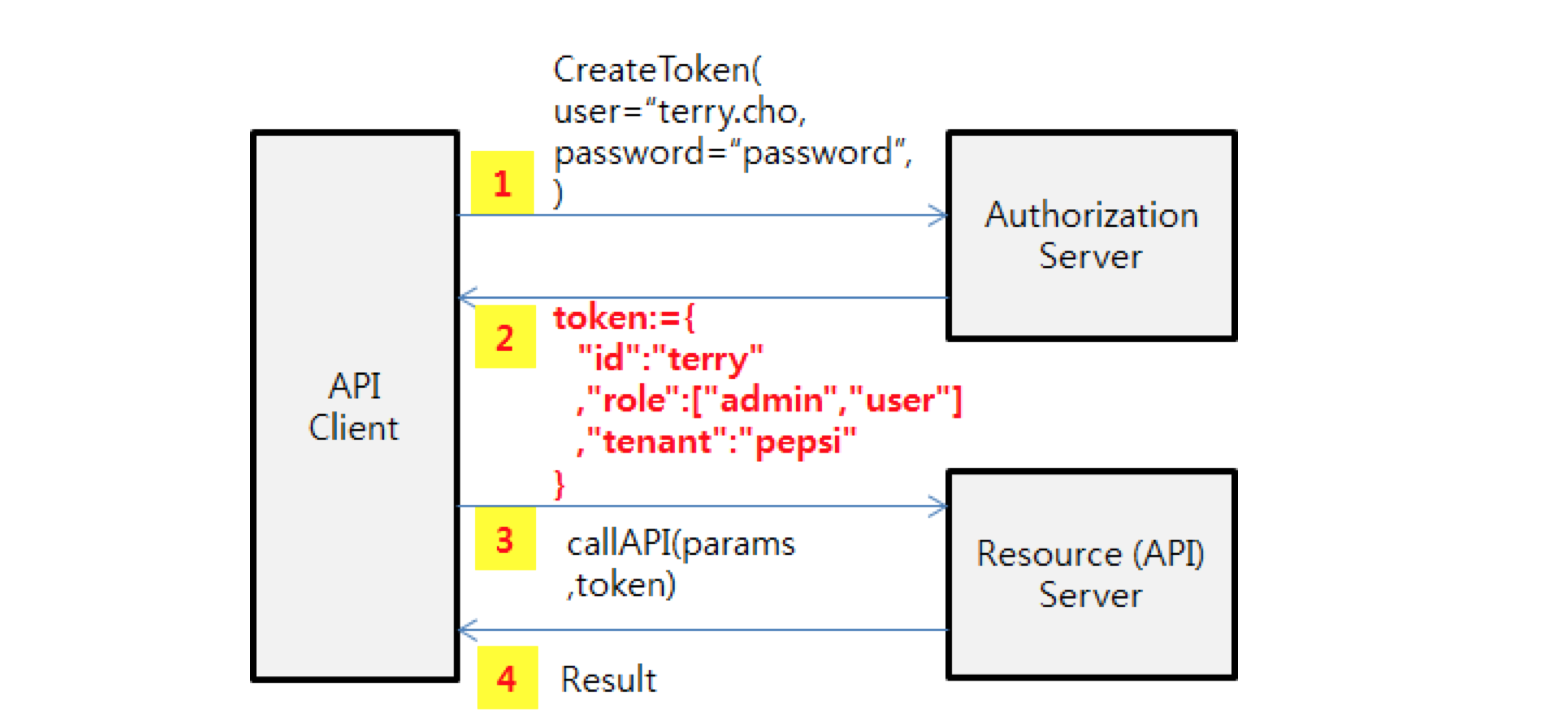 CreateToken(
user=“terry.cho,
password=“password”,
)
1
Authorization
Server
2
token:={
"id":"terry"
,"role":["admin","user"]
,"tenant":"pepsi"
}
API
Client
3
callAPI(params
,token)
Resource (API)
Server
4
Result